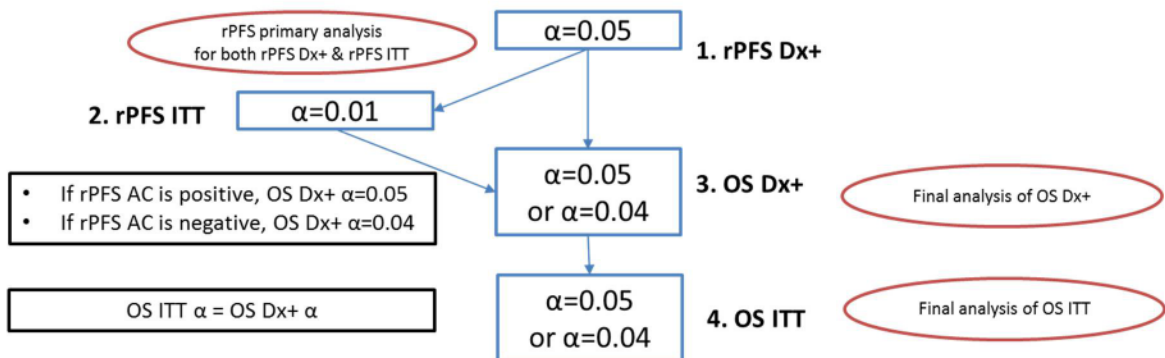 rPFS primary analysis
for both rPFS Dx+ & rPFS ITT
α=0.05
1. rPFS Dx+
2. rPFS ITT
α=0.01
• If rPFS AC is positive, OS Dx+ α=0.05
• If rPFS AC is negative, OS Dx+ α=0.04
α=0.05
or α=0.04
3. OS Dx+
Final analysis of OS Dx+
OS ITT α = OS Dx+ α
α=0.05
or α=0.04
4. OS ITT
Final analysis of OS ITT